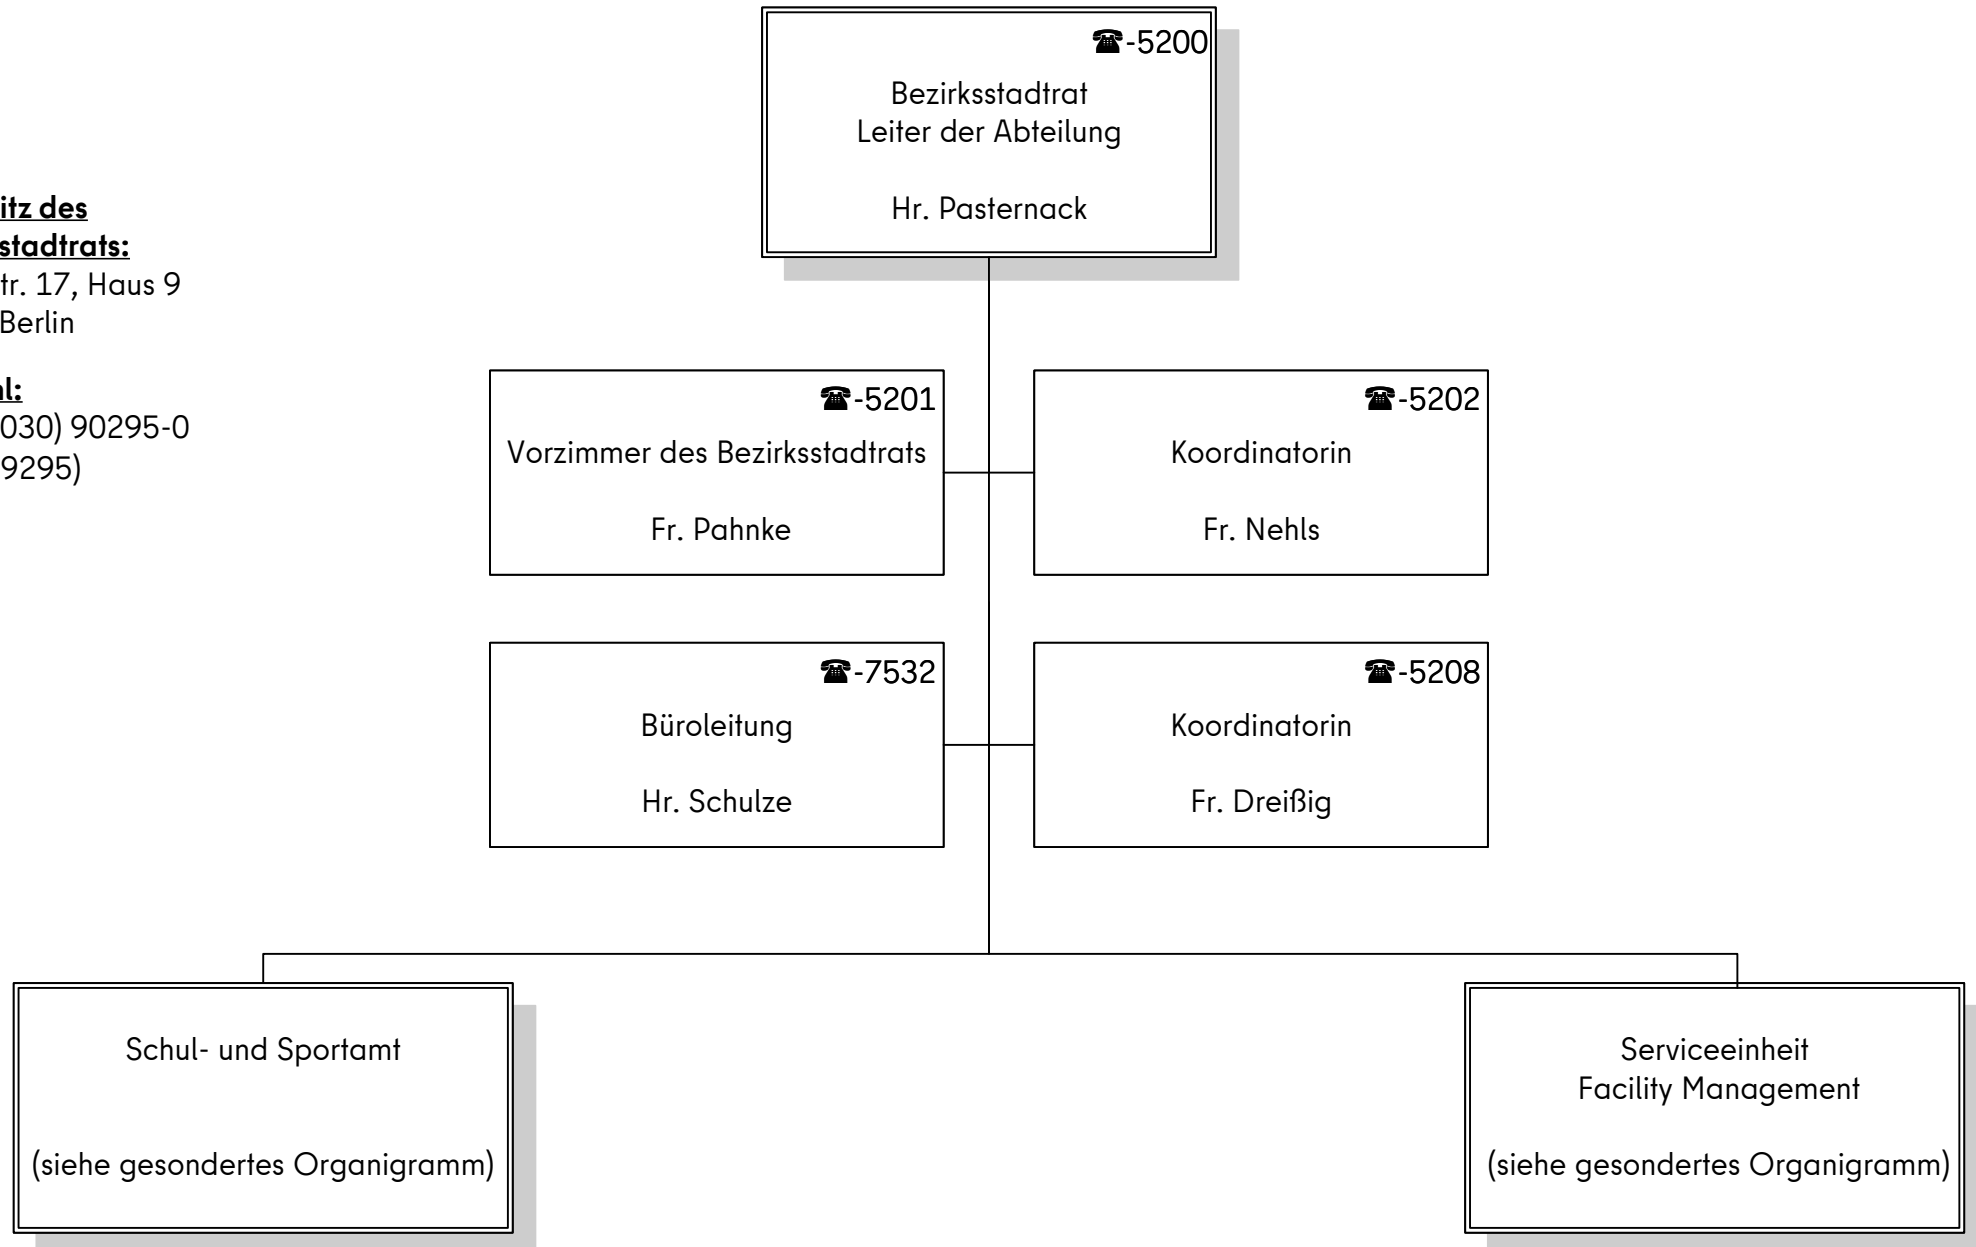 ☎-5200
Bezirksstadtrat
Leiter der Abteilung
Hr. Pasternack
itz des
stadtrats:
tr. 17, Haus 9
Berlin
l:
030) 90295-0
9295)
☎-5201
Vorzimmer des Bezirksstadtrats
Fr. Pahnke
☎-5202
Koordinatorin
Fr. Nehls
☎-7532
Büroleitung
Hr. Schulze
☎-5208
Koordinatorin
Fr. Dreißig
Schul- und Sportamt
(siehe gesondertes Organigramm)
Serviceeinheit
Facility Management
(siehe gesondertes Organigramm)